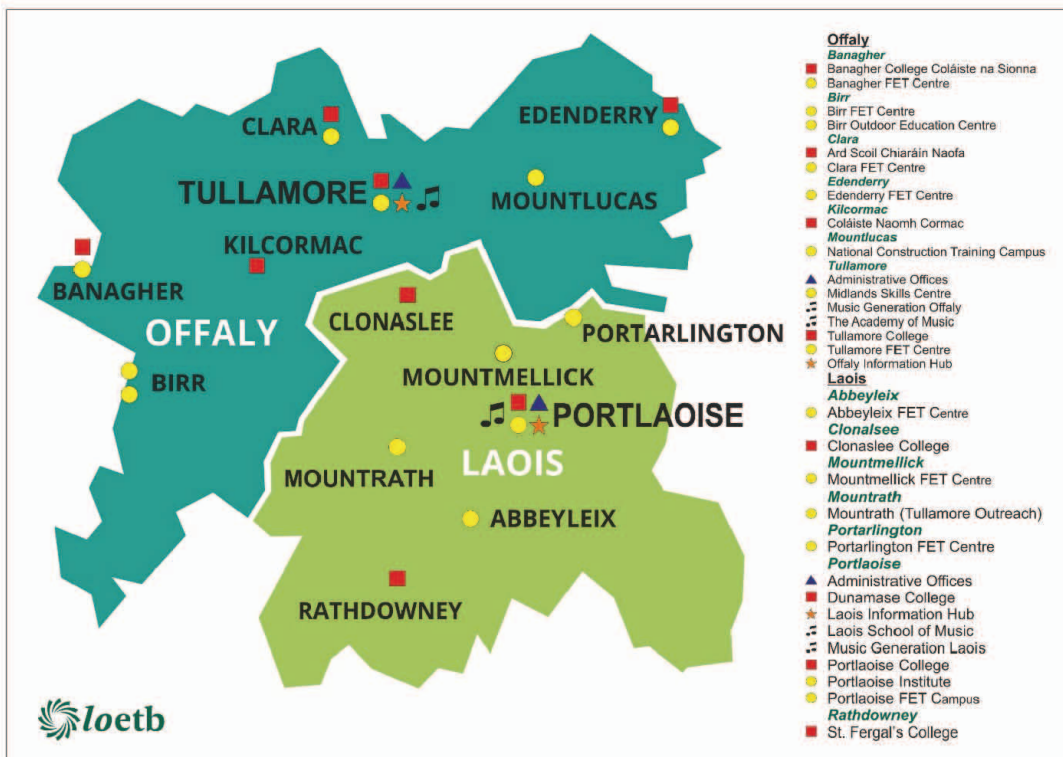 CLARA
EDENDERRY
TULLAMORE
MOUNTLUCAS
KILCORMAC
BANAGHER
OFFALY
CLONASLEE
PORTARLINGTON
MOUNTMELLICK
BIRR
PORTLAOISE
LAOIS
MOUNTRATH
ABBEYLEIX
RATHDOWNEY
loetb
Offaly
Banagher
Banagher College Coláiste na Sionna
Banagher FET Centre
Birr
Birr FET Centre
Birr Outdoor Education Centre
Clara
Ard Scoil Chiaráin Naofa
Clara FET Centre
Edenderry
Edenderry FET Centre
Kilcormac
Coláiste Naomh Cormac
Mountlucas
National Construction Training Campus
Tullamore
Administrative Offices
Midlands Skills Centre
Music Generation Offaly
The Academy of Music
Tullamore College
Tullamore FET Centre
Offaly Information Hub
Laois
Abbeyleix
Abbeyleix FET Centre
Clonalsee
Clonaslee College
Mountmellick
Mountmellick FET Centre
Mountrath
Mountrath (Tullamore Outreach)
Portarlington
Portarlington FET Centre
Portlaoise
Administrative Offices
Dunamase College
Laois Information Hub
Laois School of Music
Music Generation Laois
Portlaoise College
Portlaoise Institute
Portlaoise FET Campus
Rathdowney
St. Fergal's College